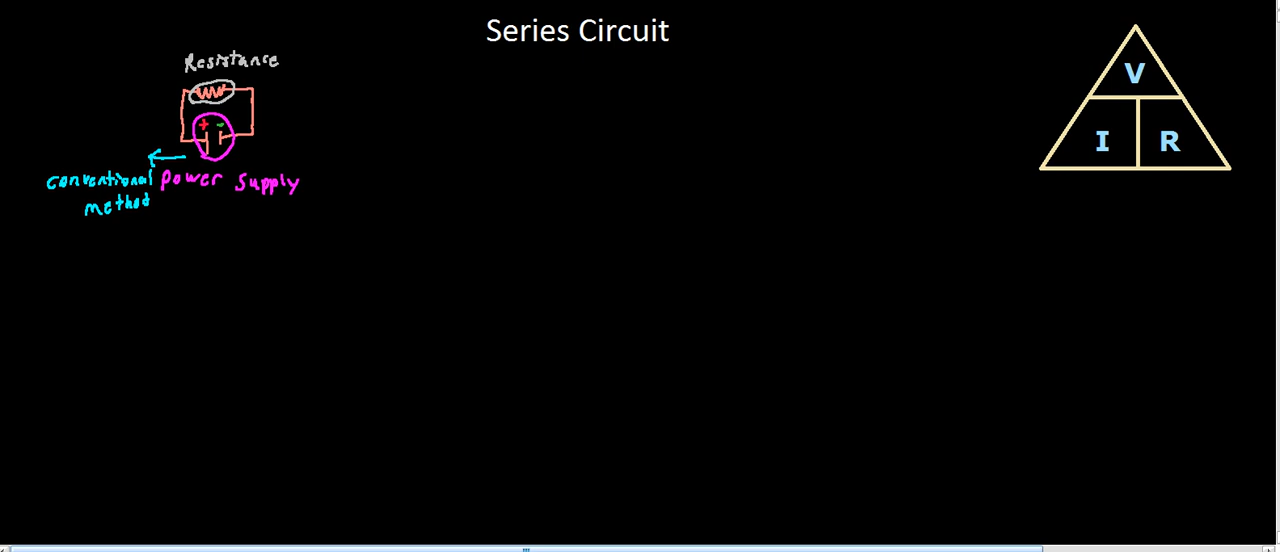 Series Circuit
Resistance
+ -
conventional power supply
method
V
I R